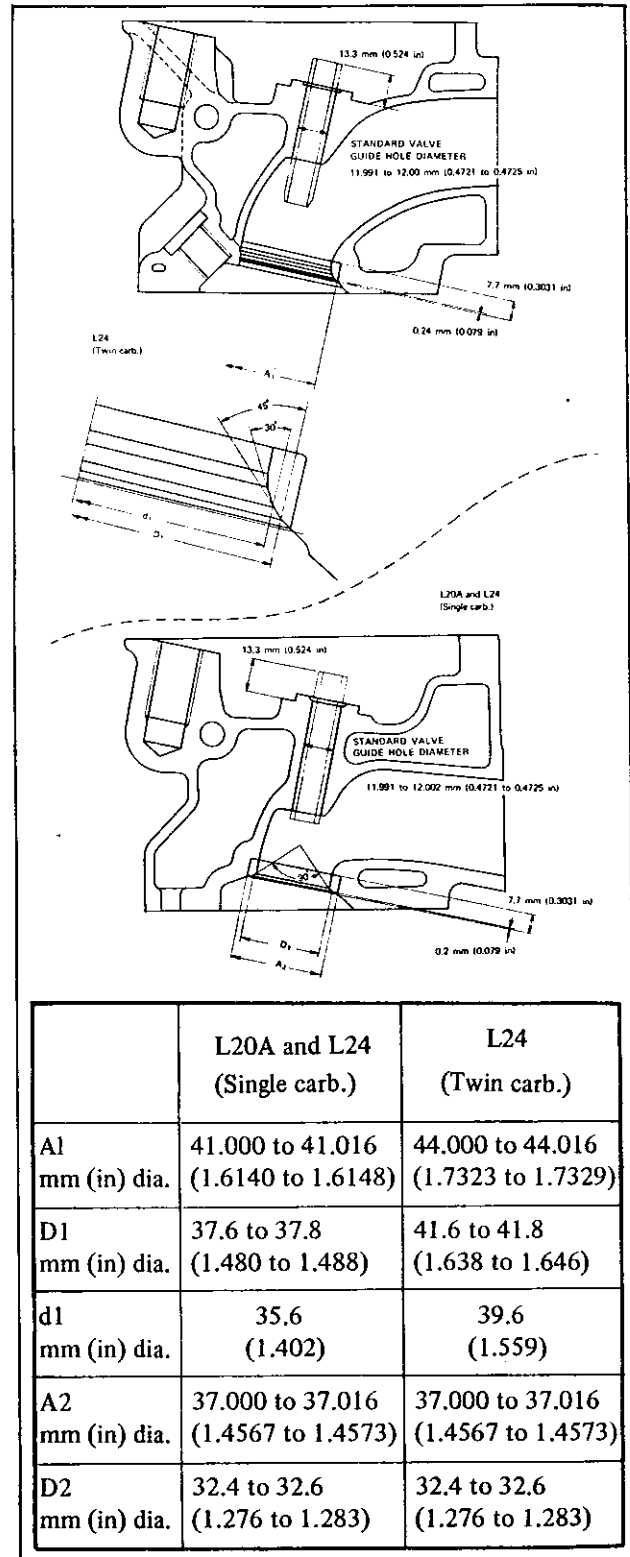 13.3 mm (0.524 in)
STANDARD VALVE
GUIDE HOLE DIAMETER
11.991 to 12.00 mm (0.4721 to 0.4725 in)
7.7 mm (0.3031 in)
0.24 mm (0.079 in)
L24
(Twin carb.)
A1
45°
30°
d1
D1
L20A and L24
(Single carb.)
13.3 mm (0.524 in)
STANDARD VALVE
GUIDE HOLE DIAMETER
11.991 to 12.002 mm (0.4721 to 0.4725 in)
90°
7.7 mm (0.3031 in)
D2
0.2 mm (0.079 in)
A2
L20A and L24 L24
(Single carb.) (Twin carb.)
A1 41.000 to 41.016 44.000 to 44.016
mm (in) dia. (1.6140 to 1.6148) (1.7323 to 1.7329)
D1 37.6 to 37.8 41.6 to 41.8
mm (in) dia. (1.480 to 1.488) (1.638 to 1.646)
d1 35.6 39.6
mm (in) dia. (1.402) (1.559)
A2 37.000 to 37.016 37.000 to 37.016
mm (in) dia. (1.4567 to 1.4573) (1.4567 to 1.4573)
D2 32.4 to 32.6 32.4 to 32.6
mm (in) dia. (1.276 to 1.283) (1.276 to 1.283)